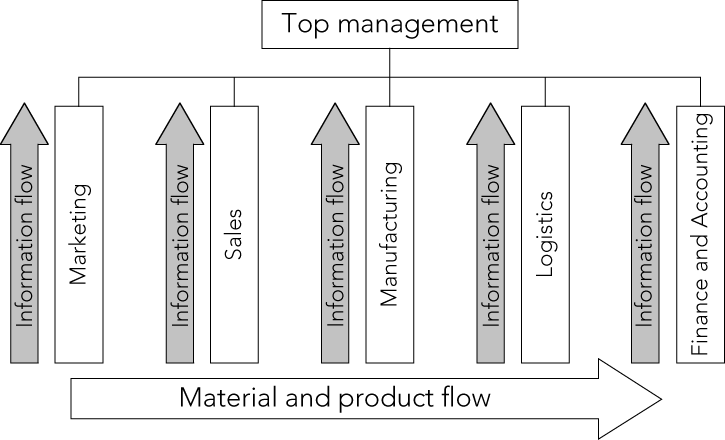 Top management
Information flow
Marketing
Information flow
Sales
Information flow
Manufacturing
Information flow
Logistics
Information flow
Finance and Accounting
Material and product flow